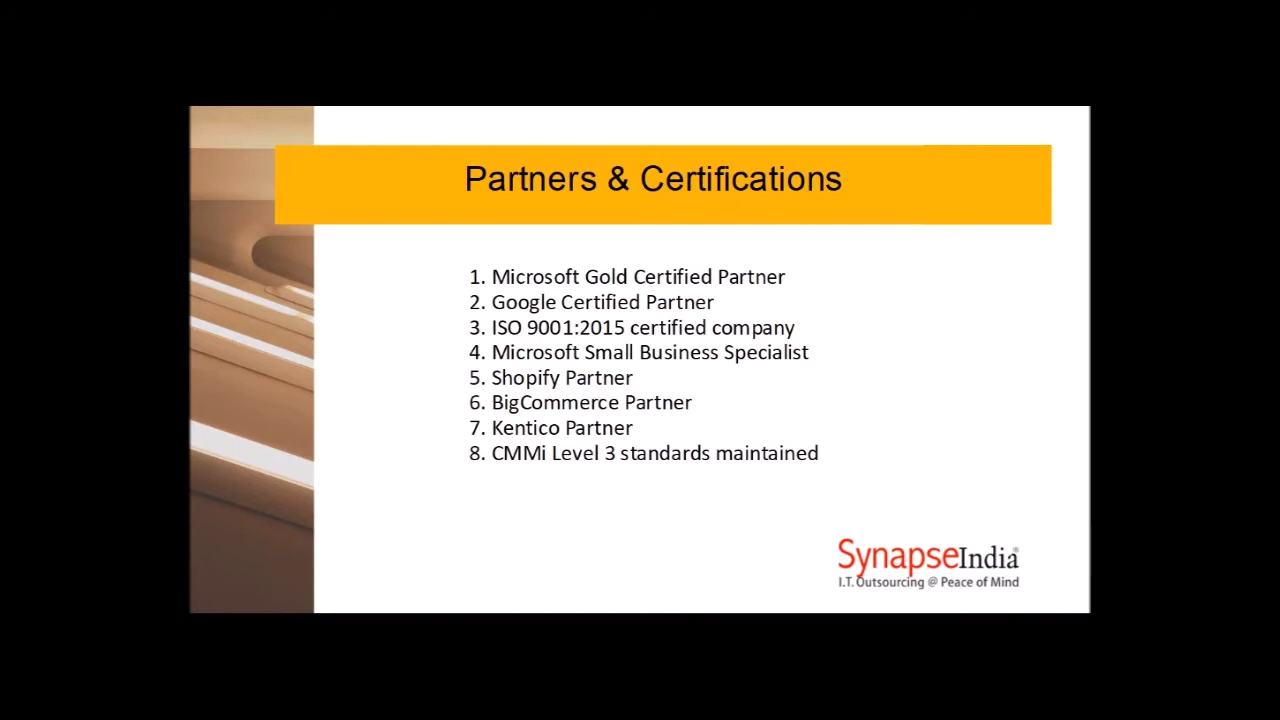 Partners & Certifications
1. Microsoft Gold Certified Partner
2. Google Certified Partner
3. ISO 9001:2015 certified company
4. Microsoft Small Business Specialist
5. Shopify Partner
6. BigCommerce Partner
7. Kentico Partner
8. CMMi Level 3 standards maintained
SynapseIndia®
I.T. Outsourcing @ Peace of Mind